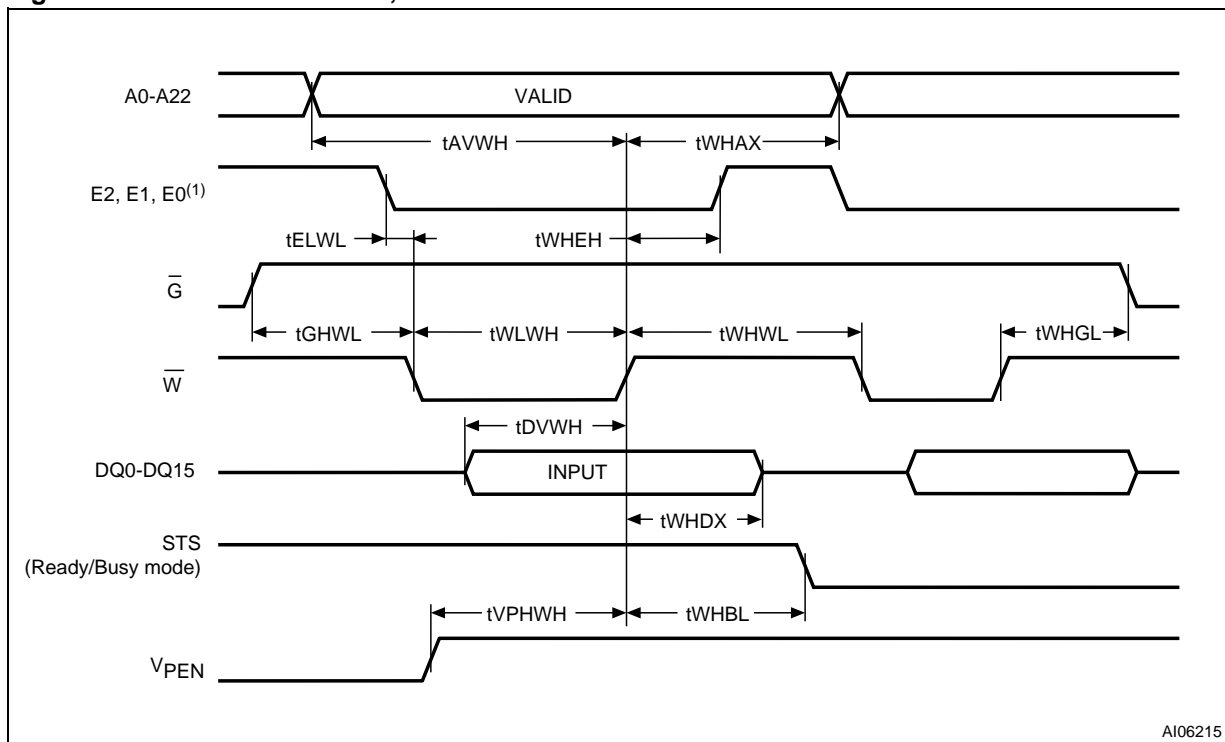 A0-A22
VALID
tAVWH
tWHAX
E2, E1, E0(1)
tELWL
tWHEH
G
tGHWL
tWLWH
tWHWL
tWHGL
W
tDVWH
DQ0-DQ15
INPUT
tWHDX
STS
(Ready/Busy mode)
tVPHWH
tWHBL
VPEN
AI06215